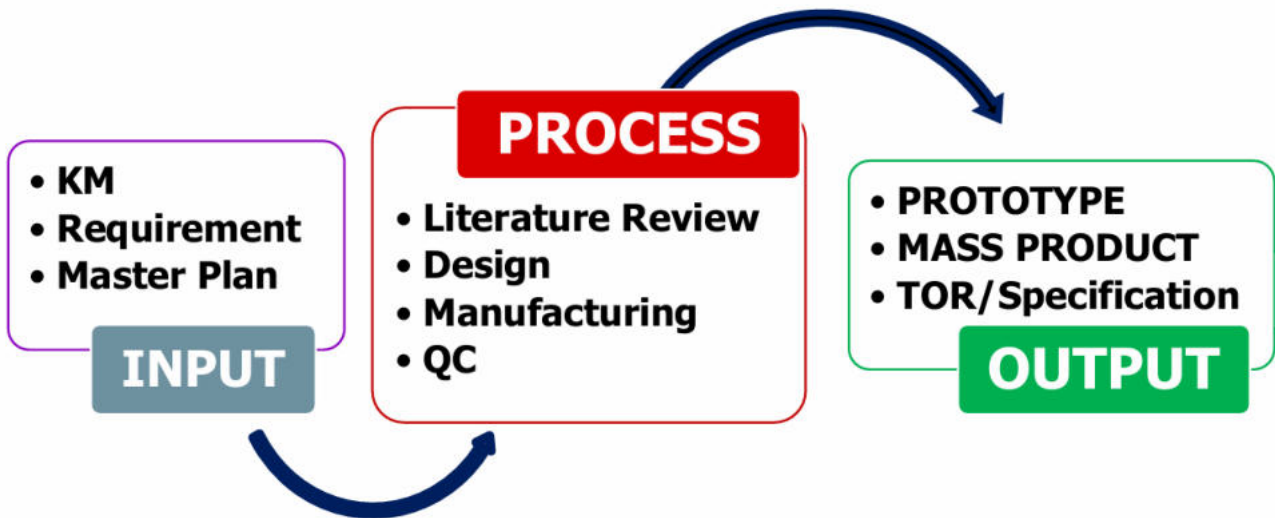 • KM
• Requirement
• Master Plan
INPUT
PROCESS
• Literature Review
• Design
• Manufacturing
• QC
• PROTOTYPE
• MASS PRODUCT
• TOR/Specification
OUTPUT